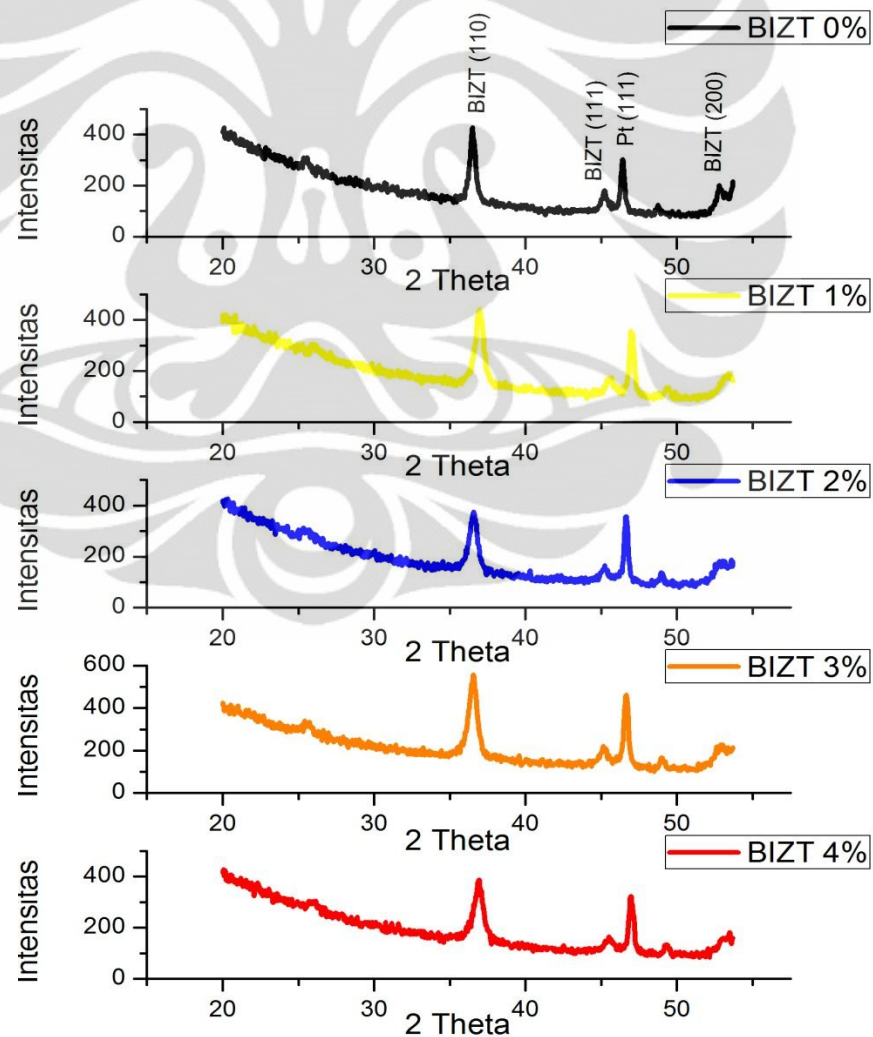 BIZT 0%
BIZT (110)
BIZT (111)
Pt (111)
BIZT (200)
Intensitas
400
200
0
20 30 40 50
2 Theta
BIZT 1%
Intensitas
400
200
0
20 30 40 50
2 Theta
BIZT 2%
Intensitas
400
200
0
20 30 40 50
2 Theta
BIZT 3%
Intensitas
600
400
200
0
20 30 40 50
2 Theta
BIZT 4%
Intensitas
400
200
0
20 30 40 50
2 Theta